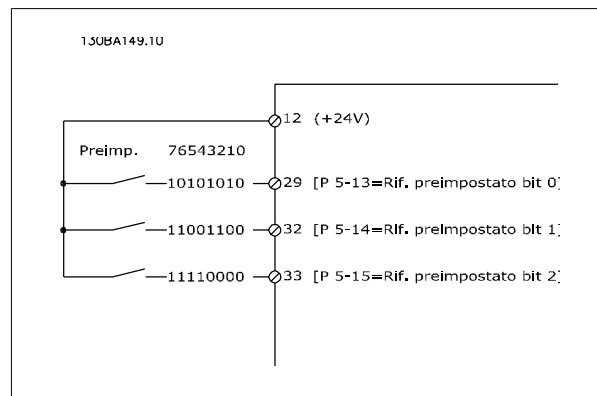 130BA149.10
12 (+24V)
Preimp. 76543210
10101010 29 [P 5-13=Rif. preimpostato bit 0]
11001100 32 [P 5-14=Rif. preimpostato bit 1]
11110000 33 [P 5-15=Rif. preimpostato bit 2]